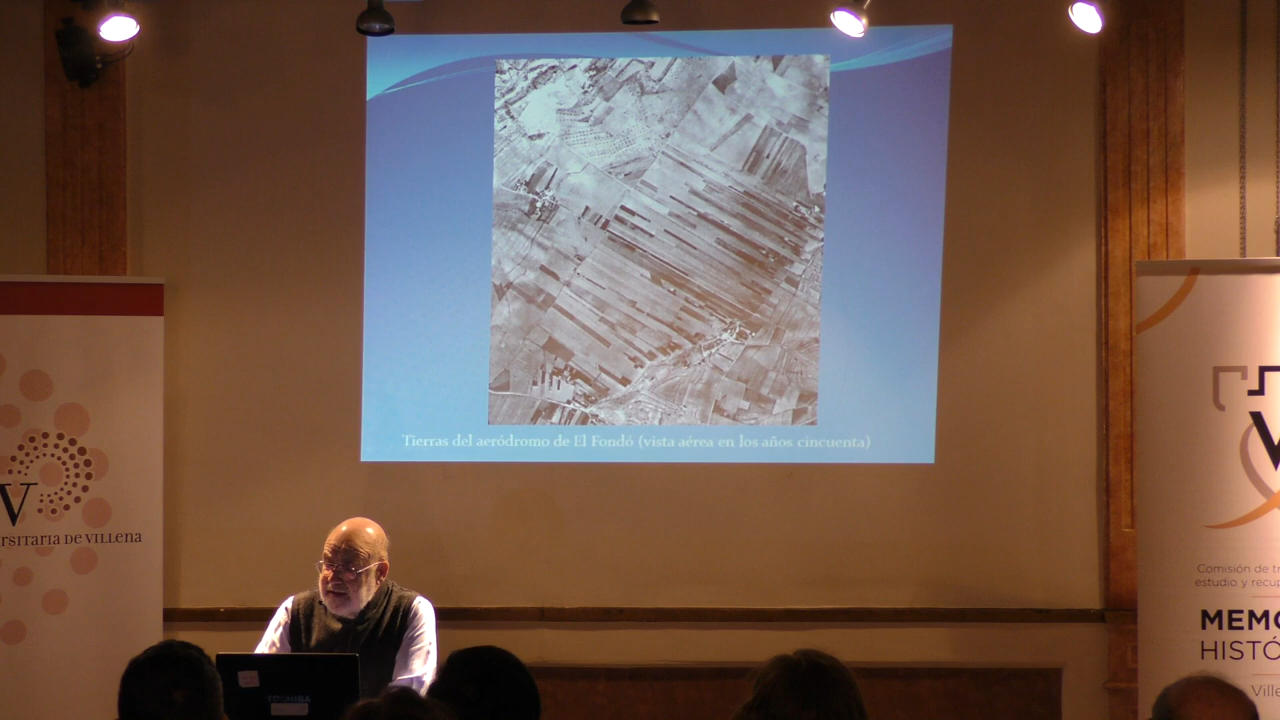 Tierras del aeródromo de El Fondó (vista aérea en los años cincuenta)
V
RSITARIA DE VILLENA
TOSHIBA
V
Comisión de tr
estudio y recup
MEMO
HISTÓ
Ville